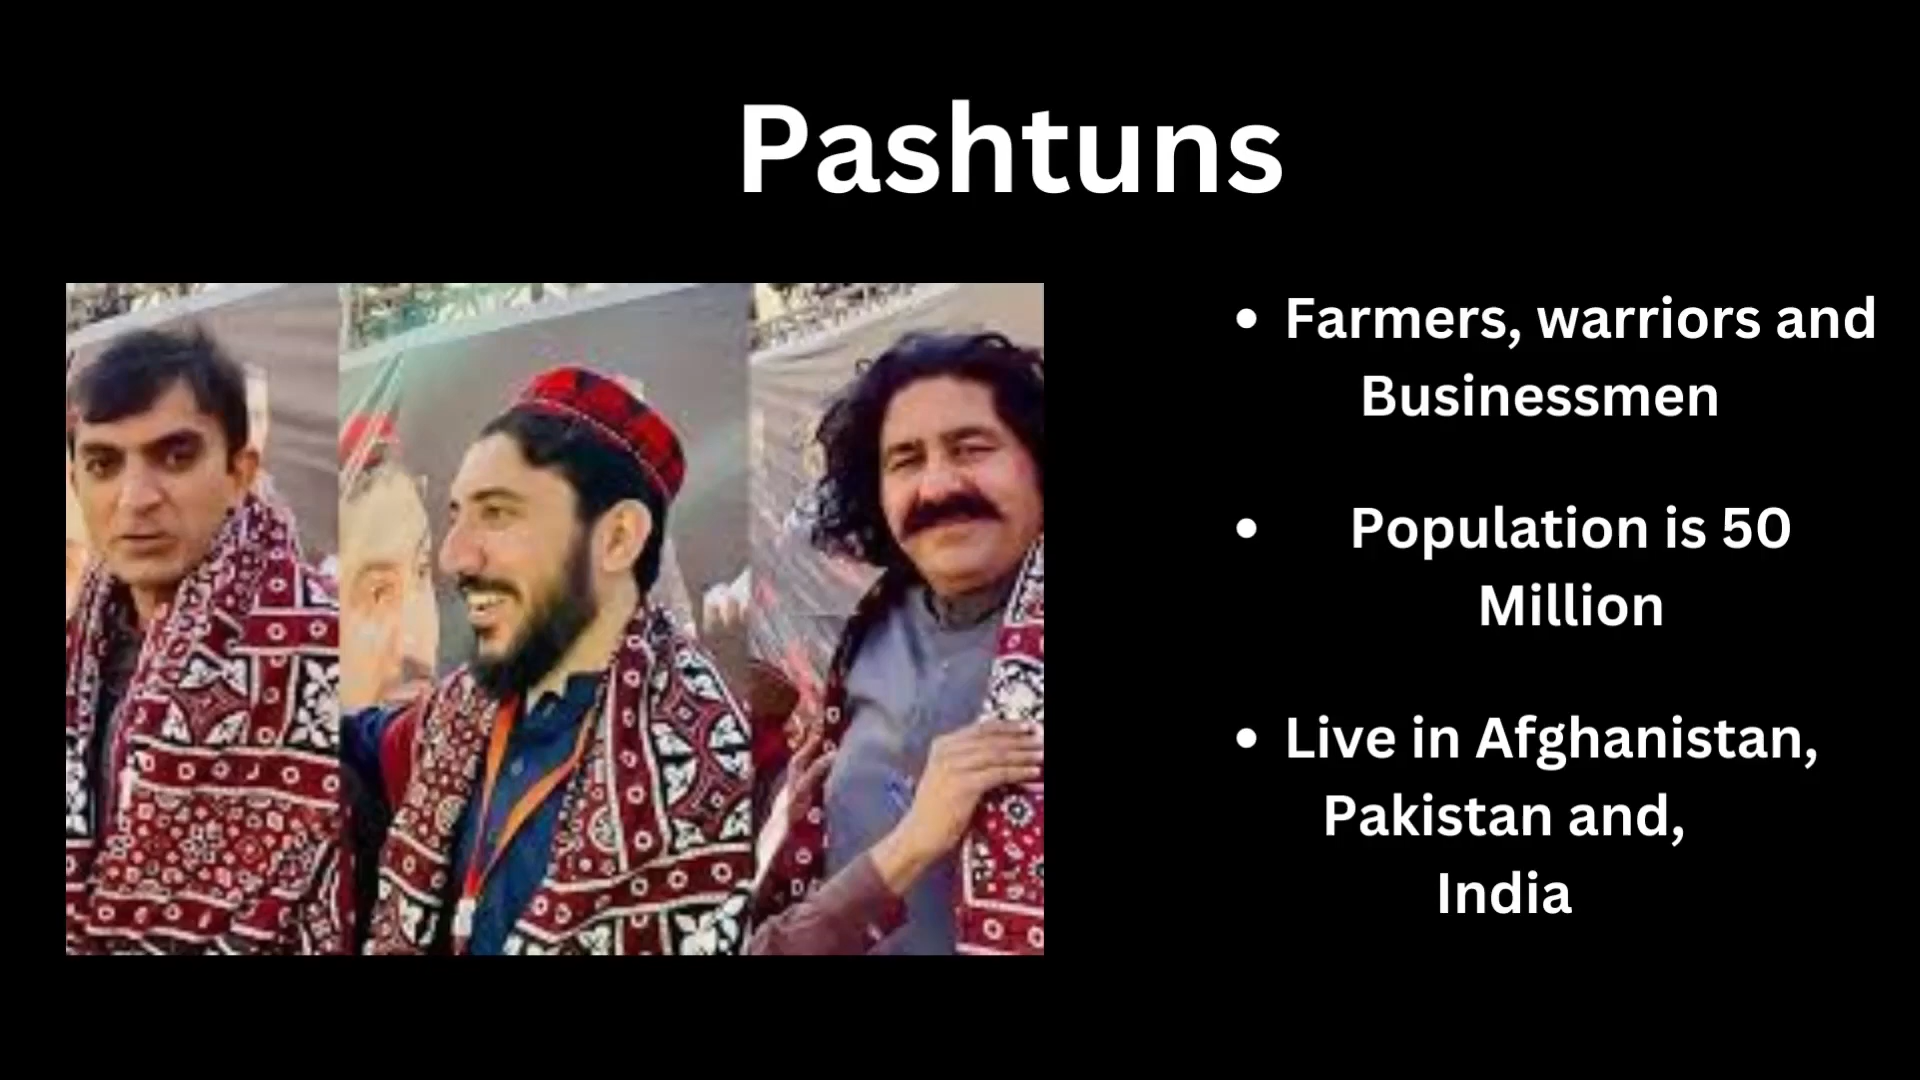 Pashtuns
• Farmers, warriors and
Businessmen
• Population is 50
Million
• Live in Afghanistan,
Pakistan and,
India